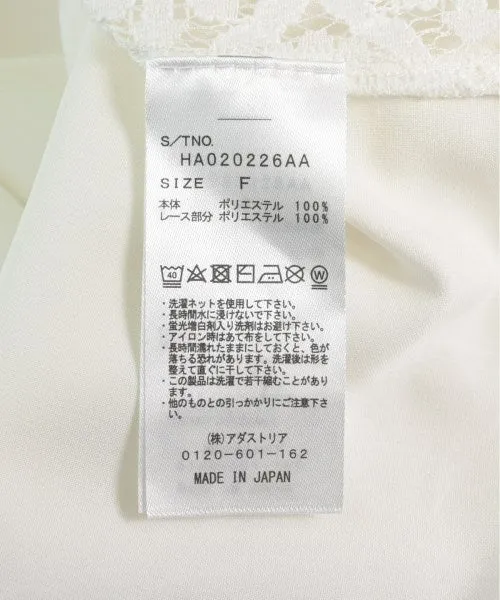 S/TNO.
HA020226AA
SIZE F
本体 ポリエステル 100%
レース部分 ポリエステル 100%
40
W
・洗濯ネットを使用して下さい。
・長時間水に浸けないで下さい。
・蛍光増白剤入り洗剤はお避け下さい。
・アイロン時はあて布をして下さい。
・長時間濡れたままにしておくと、色が
落ちる恐れがあります。洗濯後は形を
整えて直ぐに干して下さい。
・この製品は洗濯で若干縮むことがあり
ます。
・他のものとの引っかかりにご注意下さ
い。
(株)アダストリア
0120-601-162
MADE IN JAPAN